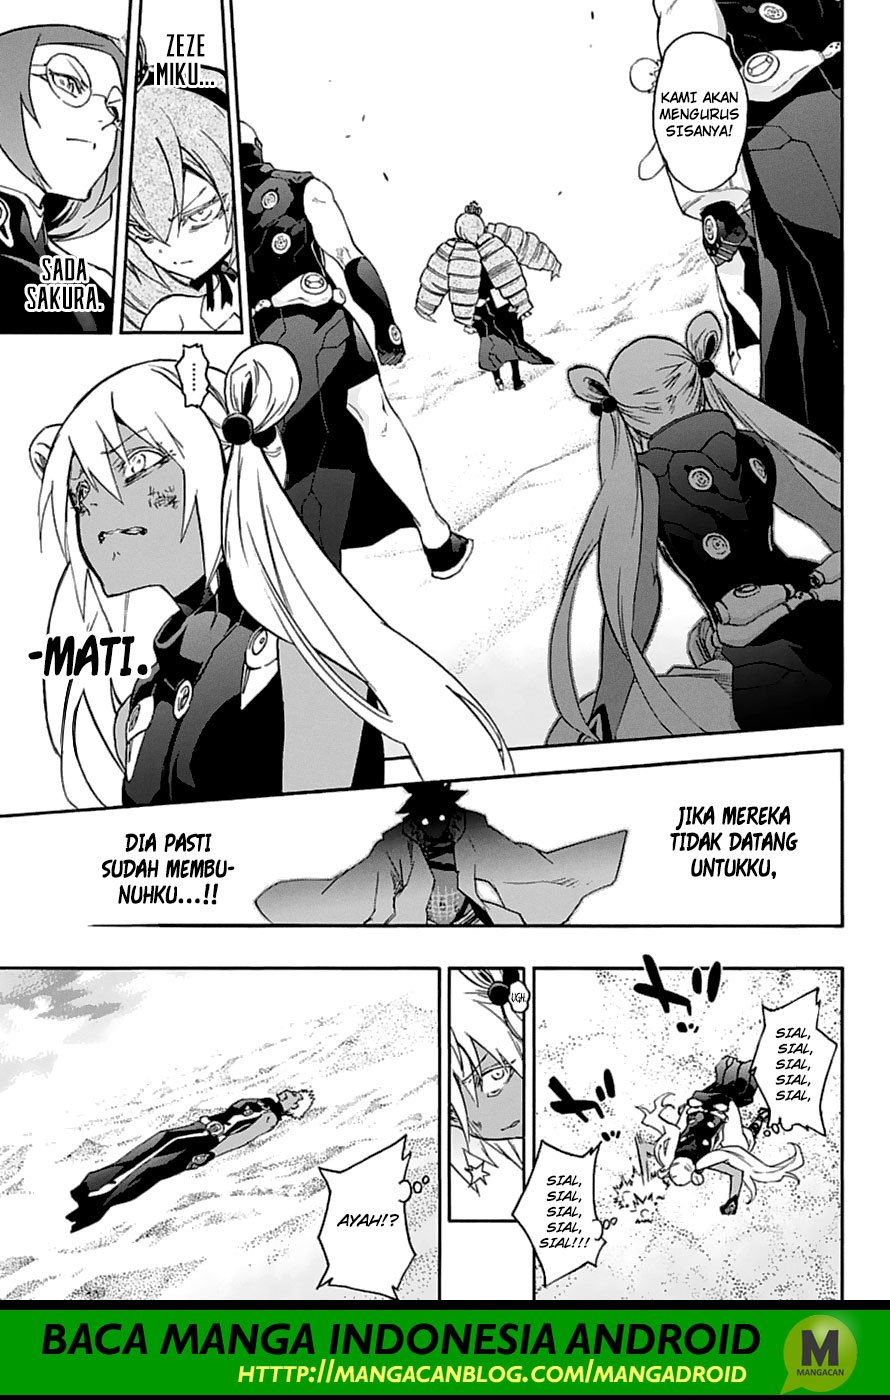 KAMI AKAN
MENGURUS
SISANYA!
ZEZE
MIKU...
SADA
SAKURA.
......
-MATI.
JIKA MEREKA
TIDAK DATANG
UNTUKKU,
DIA PASTI
SUDAH MEMBU-
NUHKU...!!
SIAL,
SIAL,
SIAL,
SIAL,
SIAL,
SIAL,
SIAL,
SIAL,
SIAL,
SIAL!!!
UGH..
AYAH!?
BACA MANGA INDONESIA ANDROID
HTTTP://MANGACANBLOG.COM/MANGADROID
M
MANGACAN